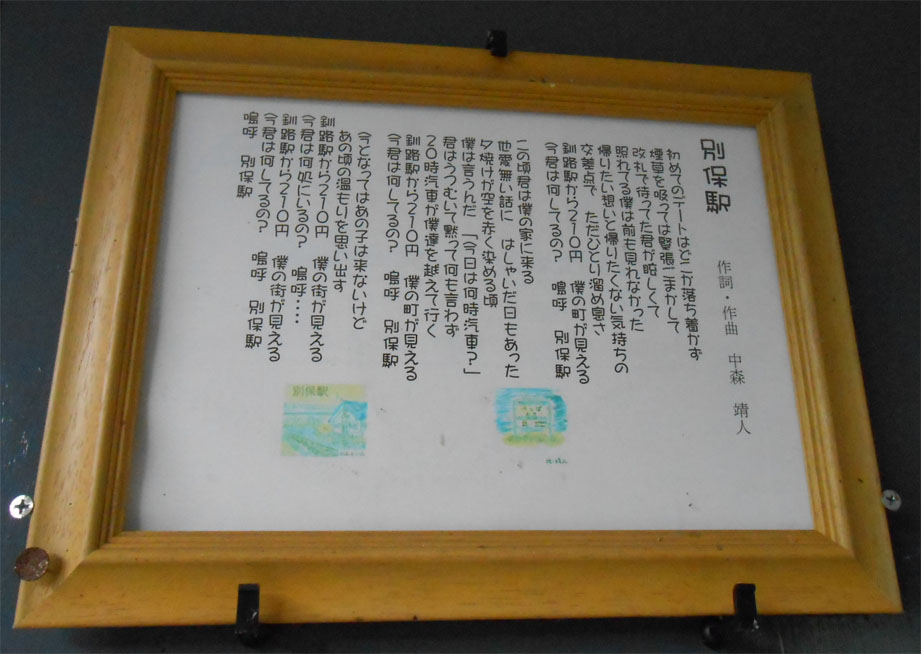 別保駅
作詞・作曲　中森　靖人
初めてのデートはどこか落ち着かず
煙草を吸っては緊張ごまかして
改札で待ってた君が眩しくて
照れてる僕は前も見れなかった
帰りたい想いと帰りたくない気持ちの
交差点で　ただひとり溜め息さ
釧路駅から２１０円　僕の町が見える
今君は何してるの？　嗚呼　別保駅
この頃君は僕の家に来る
他愛無い話に　はしゃいだ日もあった
夕焼けが空を赤く染める頃
僕は言うんだ　「今日は何時汽車？」
君はうつむいて黙って何も言わず
２０時汽車が僕達を越えて行く
釧路駅から２１０円　僕の町が見える
今君は何してるの？　嗚呼　別保駅
今となってはあの子は来ないけど
あの頃の温もりを思い出す
釧路駅から２１０円　僕の街が見える
今君は何処にいるの？　嗚呼‥‥
釧路駅から２１０円　僕の街が見える
今君は何してるの？　嗚呼　別保駅
嗚呼　別保駅
別保駅